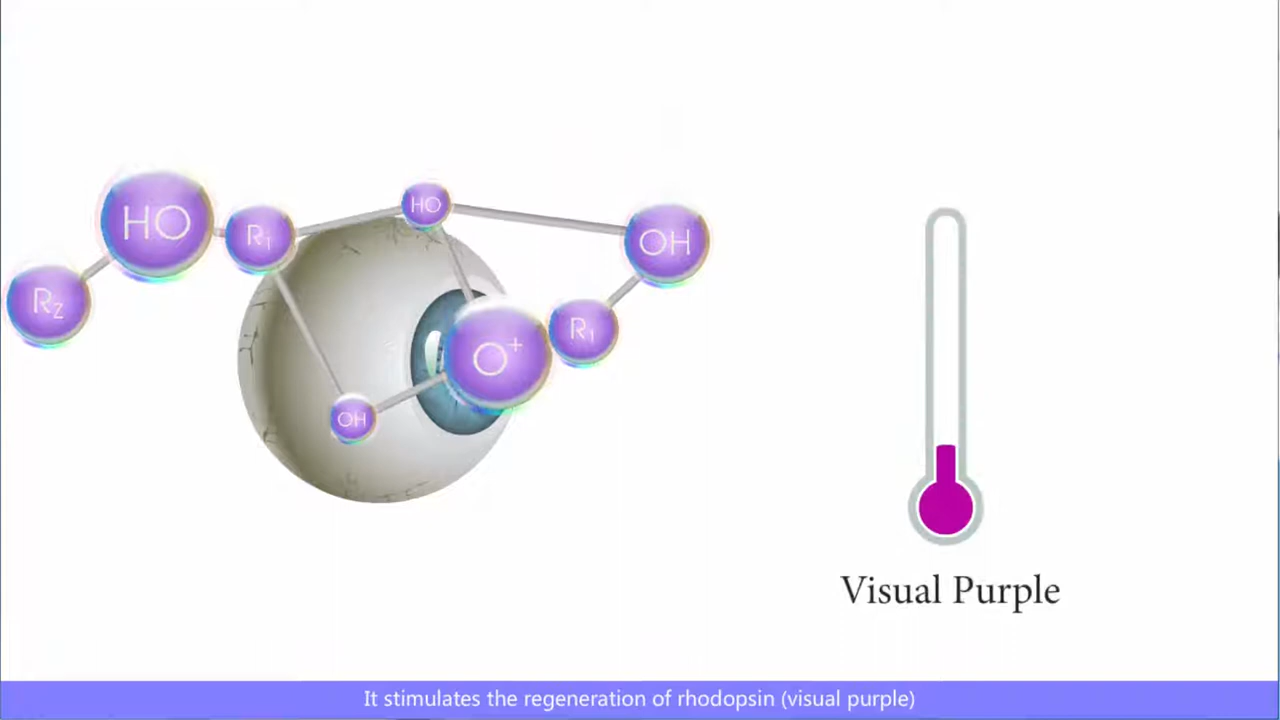 HO
HO
R₁
OH
R₂
R₁
O⁺
OH
Visual Purple
It stimulates the regeneration of rhodopsin (visual purple)